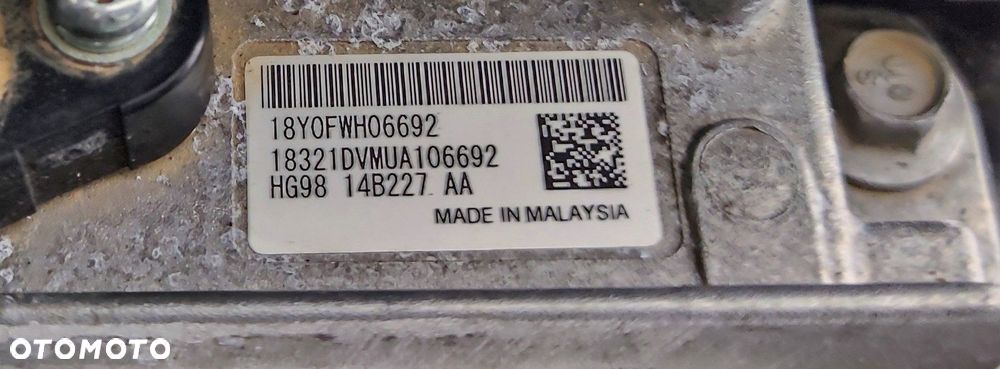 18Y0FWH06692
18321DVMUA106692
HG98 14B227 AA
MADE IN MALAYSIA
OTOMOTO